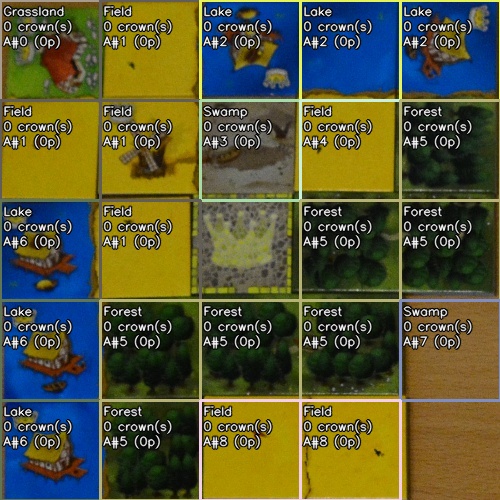 Grassland
0 crown(s)
A#0 (0p)
Field
0 crown(s)
A#1 (0p)
Lake
0 crown(s)
A#2 (0p)
Lake
0 crown(s)
A#2 (0p)
Lake
0 crown(s)
A#2 (0p)
Field
0 crown(s)
A#1 (0p)
Field
0 crown(s)
A#1 (0p)
Swamp
0 crown(s)
A#3 (0p)
Field
0 crown(s)
A#4 (0p)
Forest
0 crown(s)
A#5 (0p)
Lake
0 crown(s)
A#6 (0p)
Field
0 crown(s)
A#1 (0p)
Forest
0 crown(s)
A#5 (0p)
Forest
0 crown(s)
A#5 (0p)
Lake
0 crown(s)
A#6 (0p)
Forest
0 crown(s)
A#5 (0p)
Forest
0 crown(s)
A#5 (0p)
Forest
0 crown(s)
A#5 (0p)
Swamp
0 crown(s)
A#7 (0p)
Lake
0 crown(s)
A#6 (0p)
Forest
0 crown(s)
A#5 (0p)
Field
0 crown(s)
A#8 (0p)
Field
0 crown(s)
A#8 (0p)